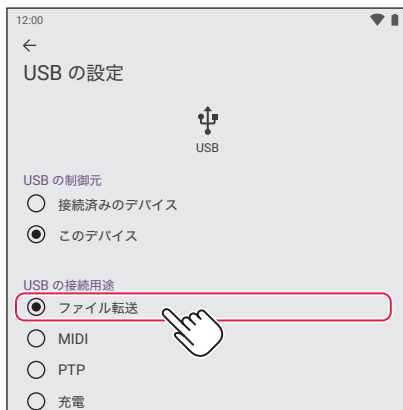 12:00
USB の設定
USB
USB の制御元
接続済みのデバイス
このデバイス
USB の接続用途
ファイル転送
MIDI
PTP
充電